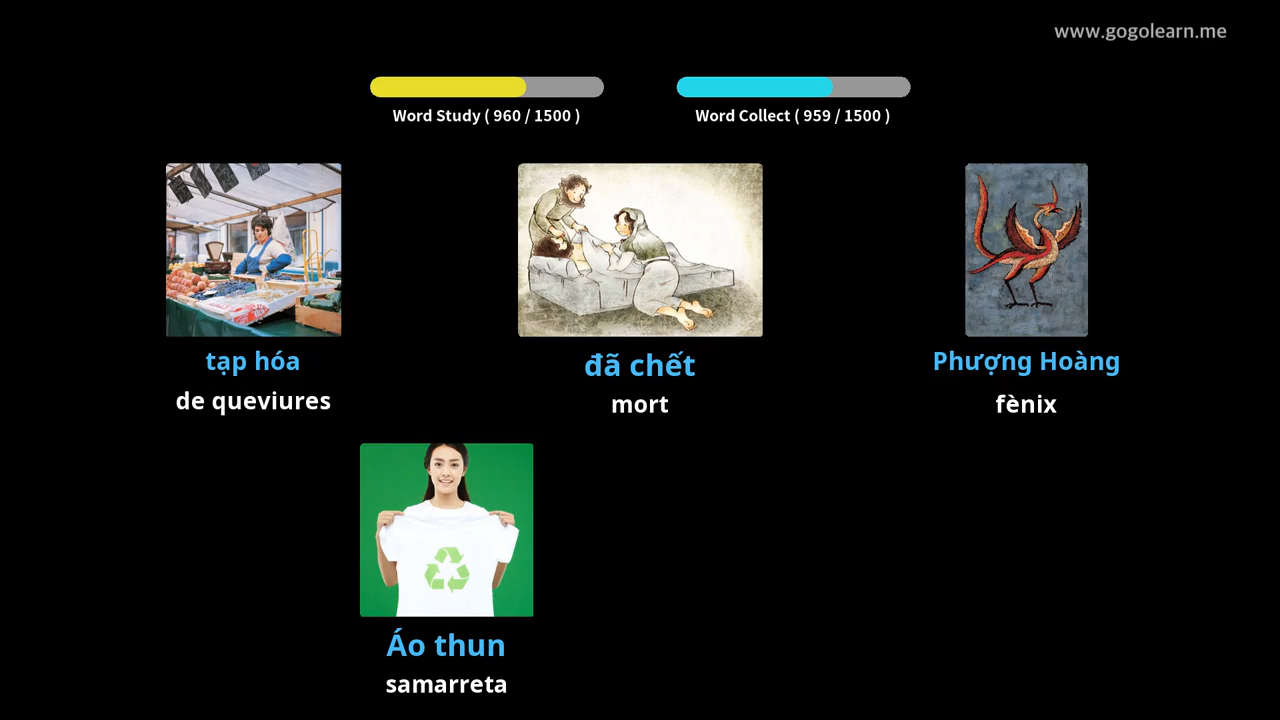 www.gogolearn.me
Word Study ( 960 / 1500 )
Word Collect ( 959 / 1500 )
tạp hóa
de queviures
đã chết
mort
Phượng Hoàng
fènix
Áo thun
samarreta